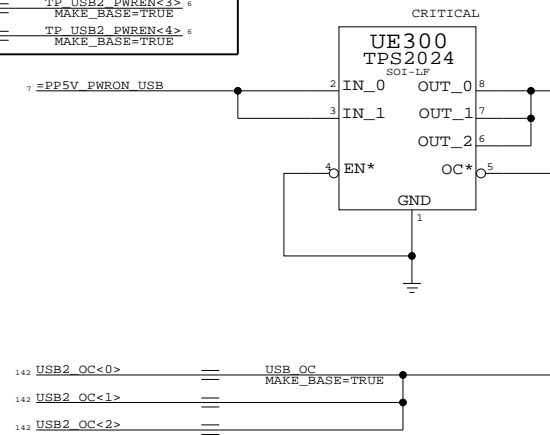 TP_USB2_PWREN<3> 6
MAKE_BASE=TRUE
TP_USB2_PWREN<4> 6
MAKE_BASE=TRUE
CRITICAL
UE300
TPS2024
SOI-LF
7 =PP5V_PWRON_USB
2 IN_0 OUT_0 8
3 IN_1 OUT_1 7
OUT_2 6
4 EN* OC* 5
GND
1
142 USB2_OC<0> USB_OC
MAKE_BASE=TRUE
142 USB2_OC<1>
142 USB2_OC<2>